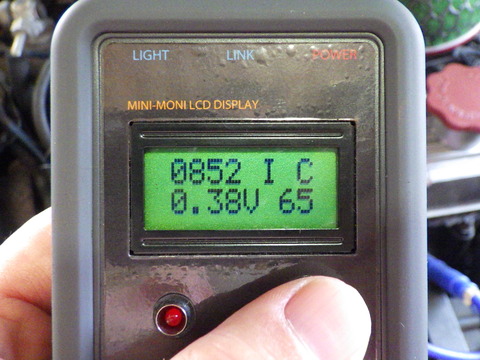 LIGHT LINK POWER
MINI-MONI LCD DISPLAY
0852 I C
0.38V 65